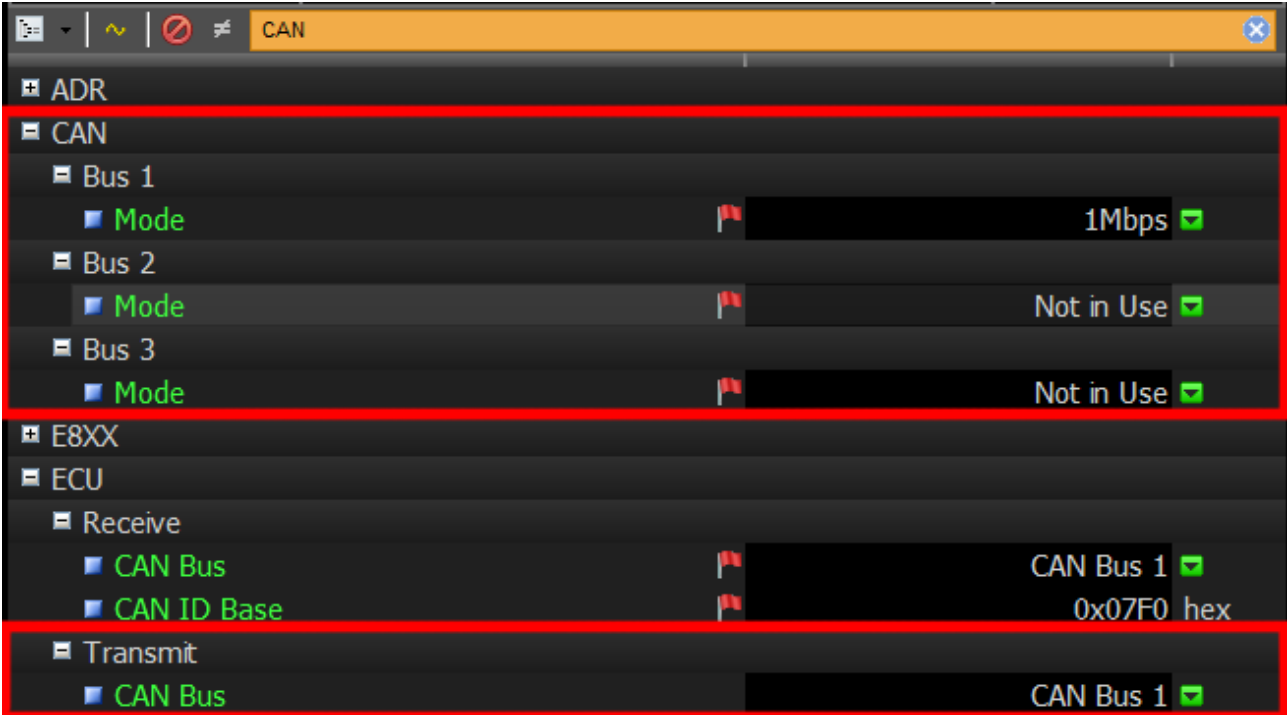 CAN
ADR
CAN
Bus 1
Mode 1Mbps
Bus 2
Mode Not in Use
Bus 3
Mode Not in Use
E8XX
ECU
Receive
CAN Bus CAN Bus 1
CAN ID Base 0x07F0 hex
Transmit
CAN Bus CAN Bus 1